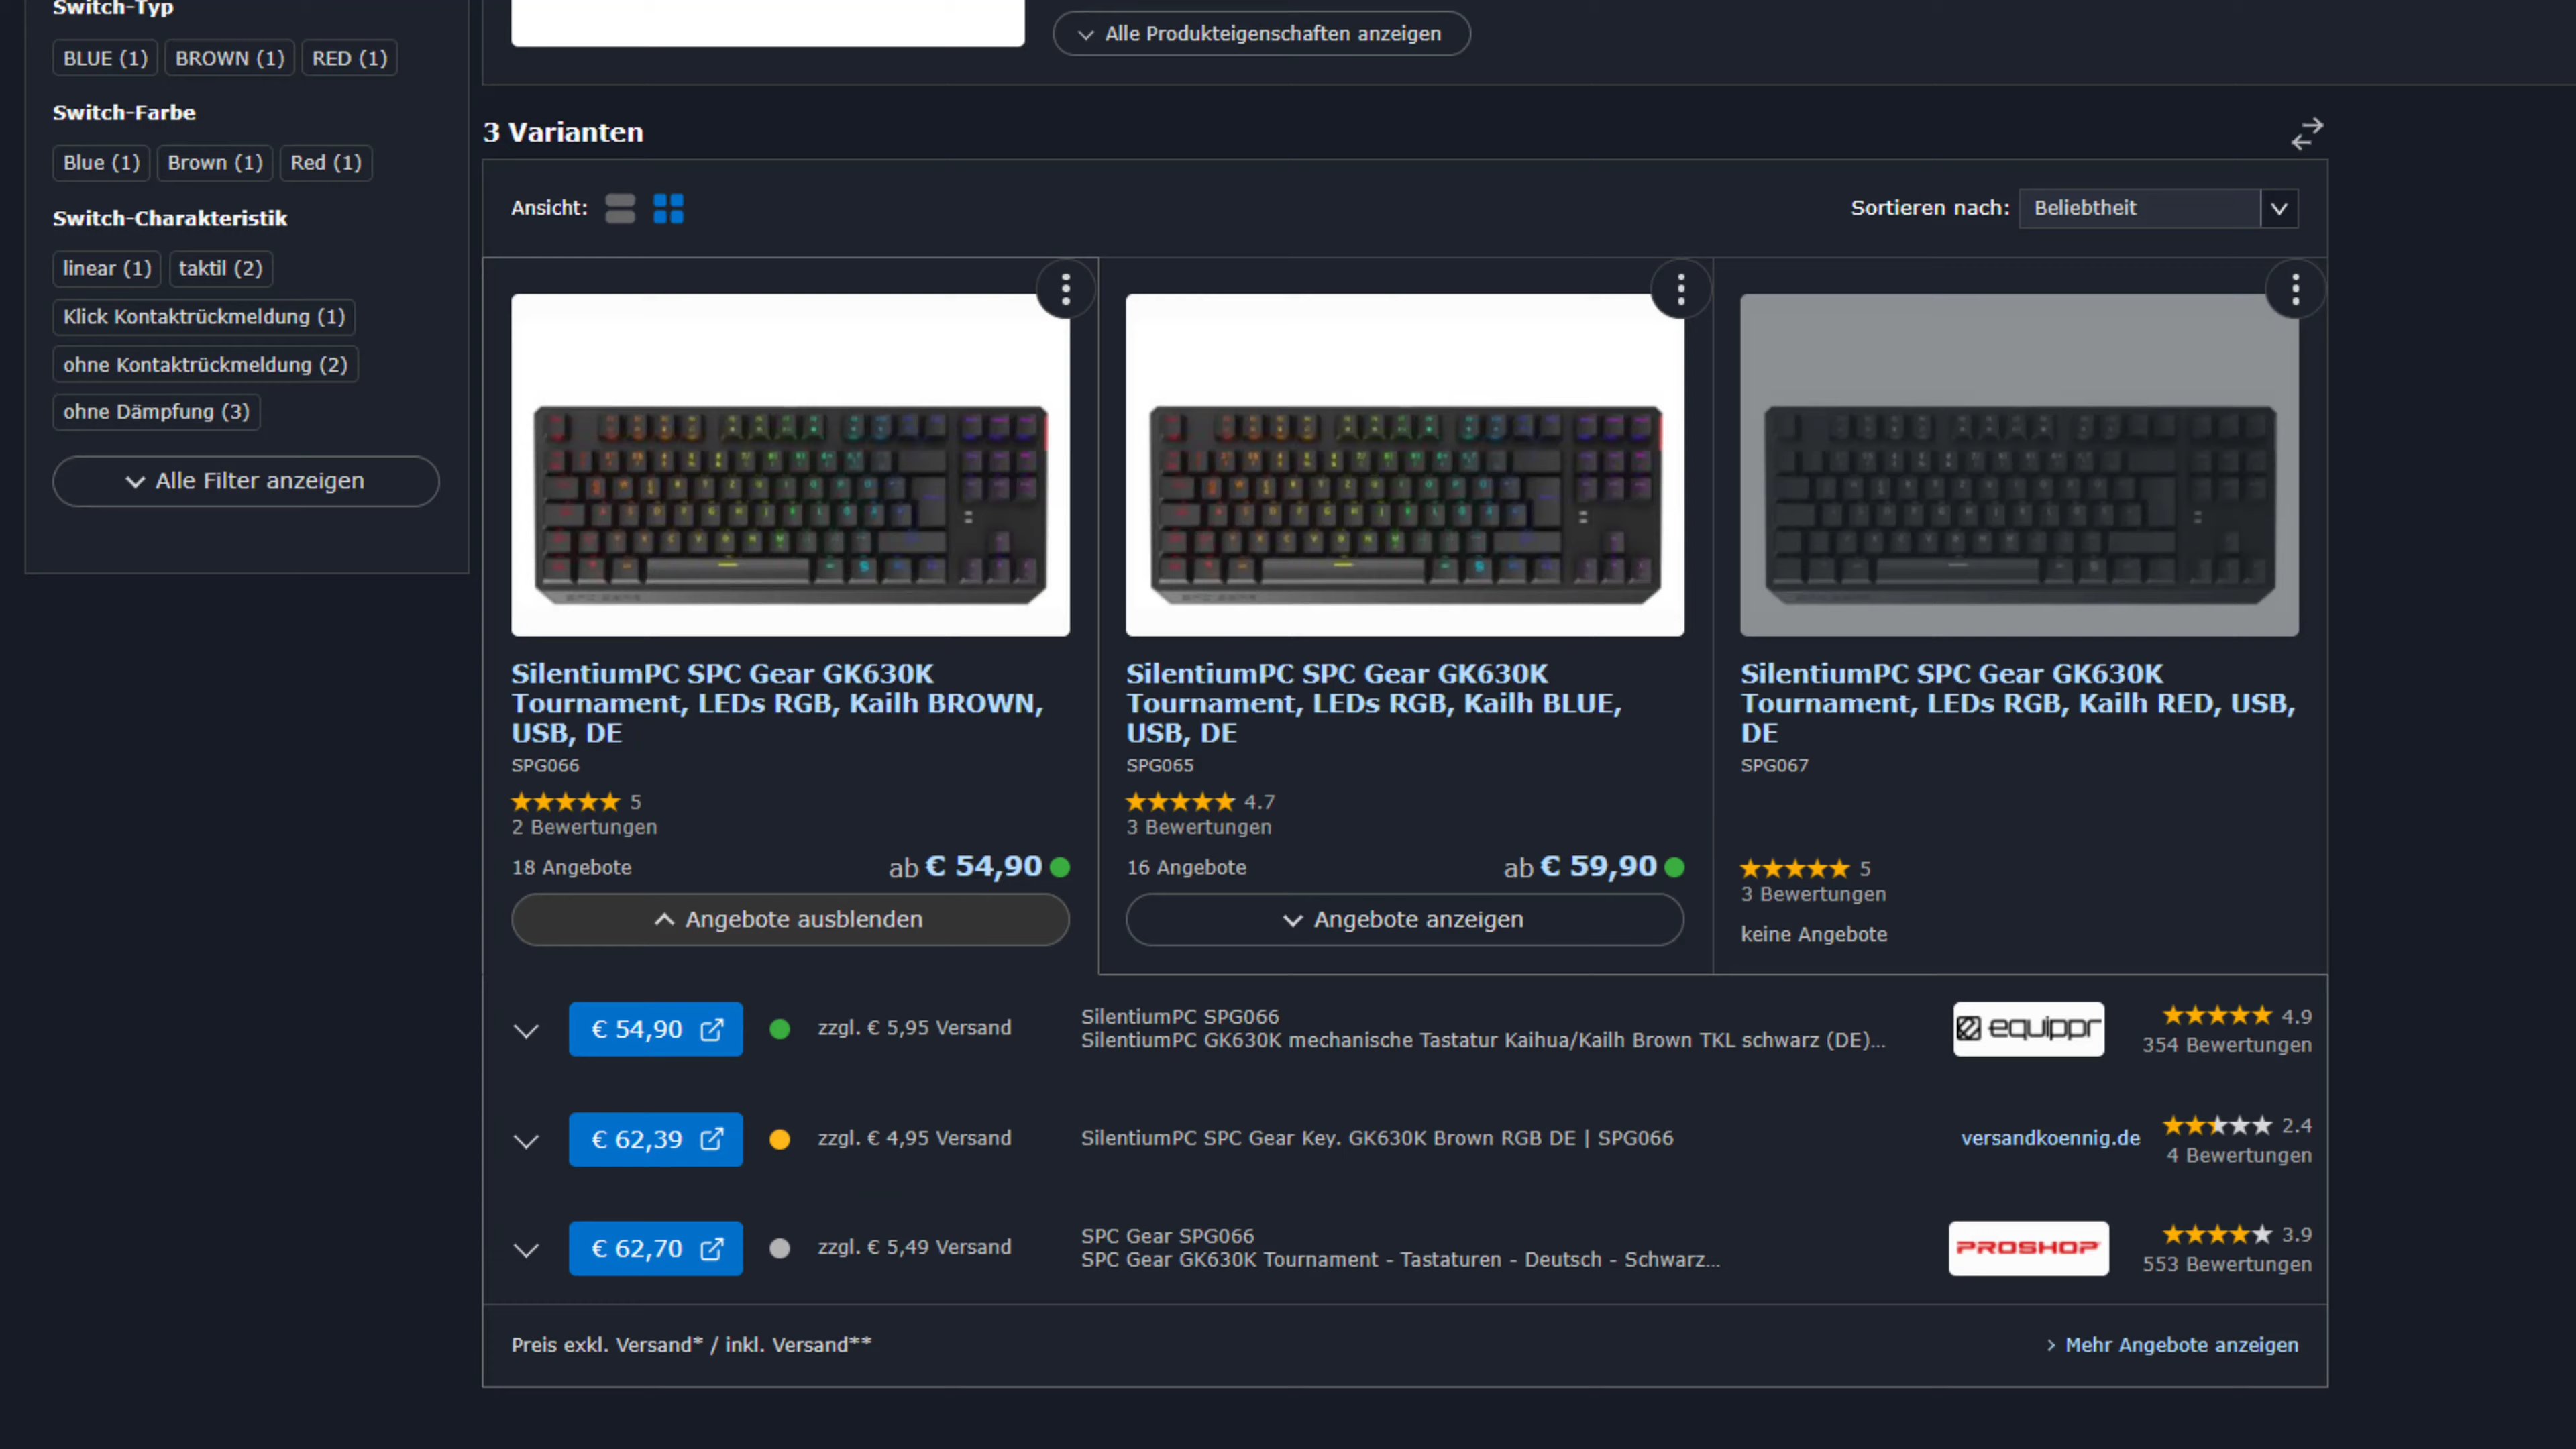 Switch-Typ
BLUE (1) BROWN (1) RED (1)
Switch-Farbe
Blue (1) Brown (1) Red (1)
Switch-Charakteristik
linear (1) taktil (2)
Klick Kontaktrückmeldung (1)
ohne Kontaktrückmeldung (2)
ohne Dämpfung (3)
Alle Filter anzeigen
Alle Produkteigenschaften anzeigen
3 Varianten
Ansicht:
Sortieren nach: Beliebtheit
SilentiumPC SPC Gear GK630K
Tournament, LEDs RGB, Kailh BROWN,
USB, DE
SPG066
5
2 Bewertungen
18 Angebote ab € 54,90
Angebote ausblenden
SilentiumPC SPC Gear GK630K
Tournament, LEDs RGB, Kailh BLUE,
USB, DE
SPG065
4.7
3 Bewertungen
16 Angebote ab € 59,90
Angebote anzeigen
SilentiumPC SPC Gear GK630K
Tournament, LEDs RGB, Kailh RED, USB,
DE
SPG067
5
3 Bewertungen
keine Angebote
€ 54,90 zzgl. € 5,95 Versand
SilentiumPC SPG066
SilentiumPC GK630K mechanische Tastatur Kaihua/Kailh Brown TKL schwarz (DE)...
equippr
4.9
354 Bewertungen
€ 62,39 zzgl. € 4,95 Versand
SilentiumPC SPC Gear Key. GK630K Brown RGB DE | SPG066
versandkoennig.de
2.4
4 Bewertungen
€ 62,70 zzgl. € 5,49 Versand
SPC Gear SPG066
SPC Gear GK630K Tournament - Tastaturen - Deutsch - Schwarz...
PROSHOP
3.9
553 Bewertungen
Preis exkl. Versand* / inkl. Versand**
Mehr Angebote anzeigen